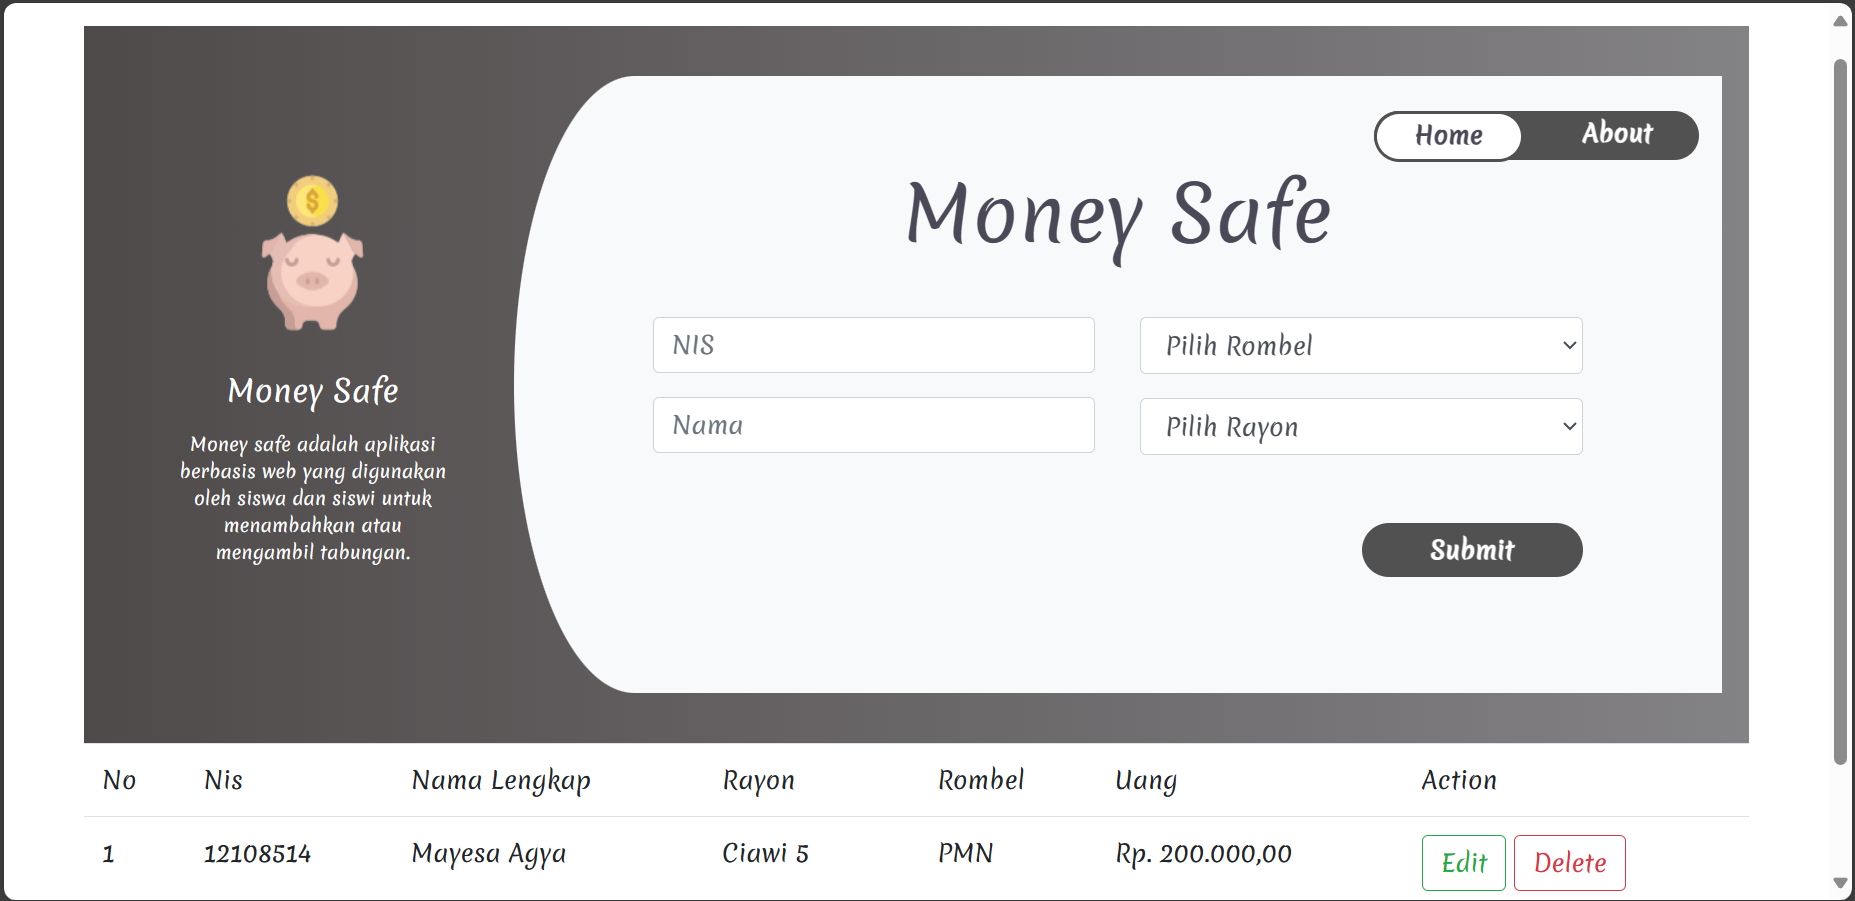 Home
About
Money Safe
NIS
Pilih Rombel
Nama
Pilih Rayon
Submit
$
Money Safe
Money safe adalah aplikasi
berbasis web yang digunakan
oleh siswa dan siswi untuk
menambahkan atau
mengambil tabungan.
No Nis Nama Lengkap Rayon Rombel Uang Action
1 12108514 Mayesa Agya Ciawi 5 PMN Rp. 200.000,00 Edit Delete